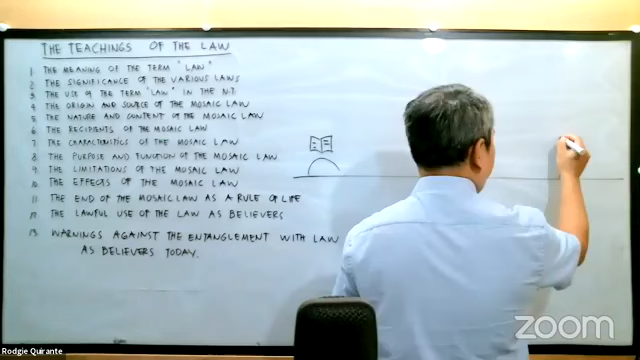 THE TEACHINGS OF THE LAW
1. THE MEANING OF THE TERM "LAW"
2. THE SIGNIFICANCE OF THE VARIOUS LAWS
3. THE USE OF THE TERM "LAW" IN THE N.T.
4. THE ORIGIN AND SOURCE OF THE MOSAIC LAW
5. THE NATURE AND CONTENT OF THE MOSAIC LAW
6. THE RECIPIENTS OF THE MOSAIC LAW
7. THE CHARACTERISTICS OF THE MOSAIC LAW
8. THE PURPOSE AND FUNCTION OF THE MOSAIC LAW
9. THE LIMITATIONS OF THE MOSAIC LAW
10. THE EFFECTS OF THE MOSAIC LAW
11. THE END OF THE MOSAIC LAW AS A RULE OF LIFE
12. THE LAWFUL USE OF THE LAW AS BELIEVERS
13. WARNINGS AGAINST THE ENTANGLEMENT WITH LAW
AS BELIEVERS TODAY.
zoom
Rodgie Quirante